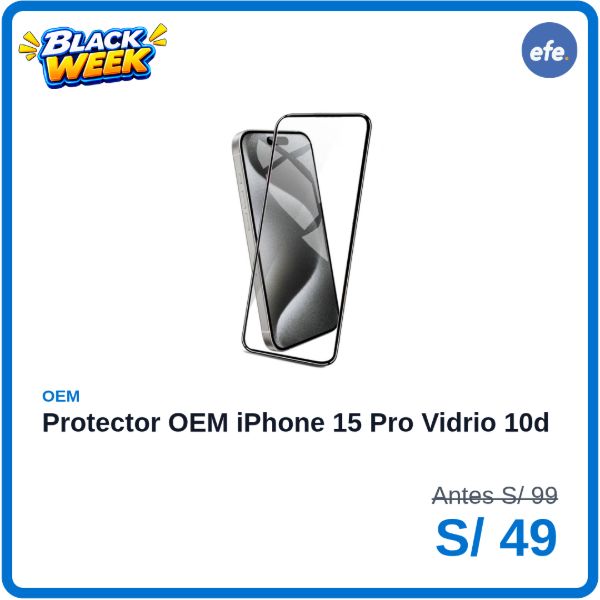 BLACK
WEEK
efe.
OEM
Protector OEM iPhone 15 Pro Vidrio 10d
Antes S/ 99
S/ 49